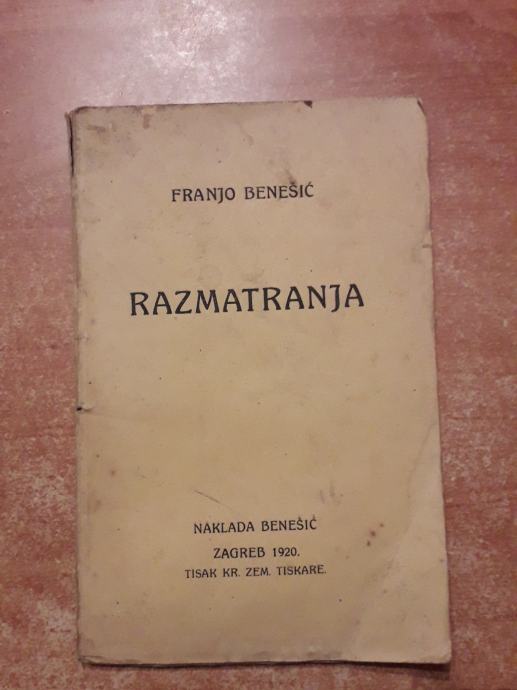 FRANJO BENEŠIĆ
RAZMATRANJA
NAKLADA BENEŠIĆ
ZAGREB 1920.
TISAK KR. ZEM. TISKARE.